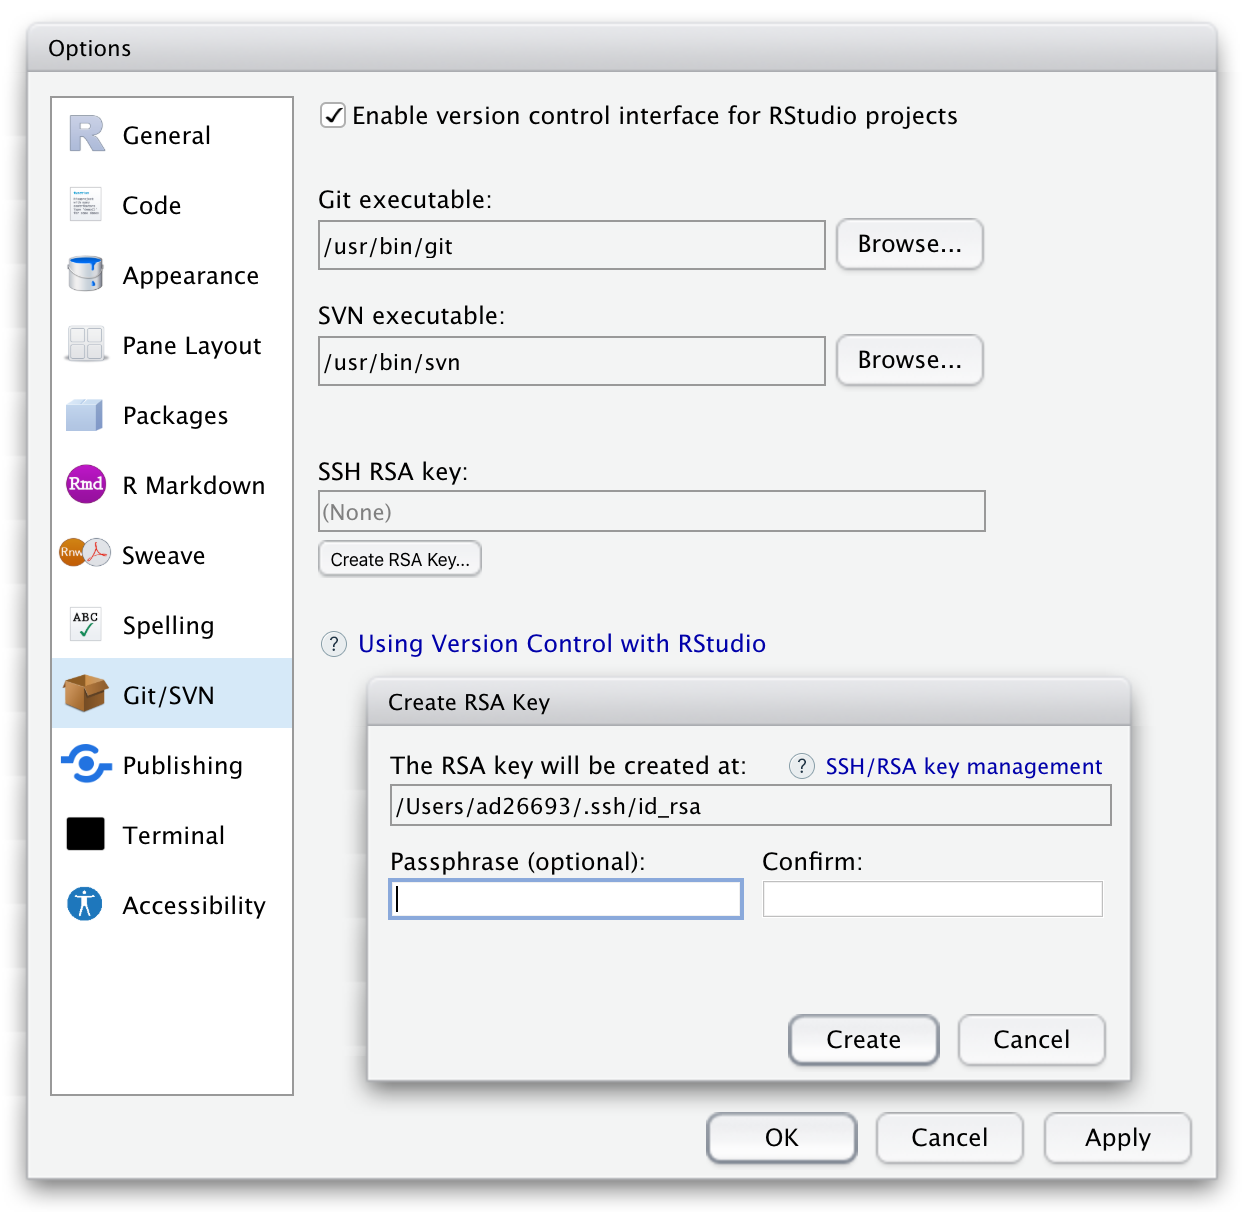 Options
General
Code
Appearance
Pane Layout
Packages
Rmd
R Markdown
Rnw
Sweave
ABC
Spelling
Git/SVN
Publishing
Terminal
Accessibility
Enable version control interface for RStudio projects
Git executable:
/usr/bin/git
Browse...
SVN executable:
/usr/bin/svn
Browse...
SSH RSA key:
(None)
Create RSA Key...
? Using Version Control with RStudio
Create RSA Key
The RSA key will be created at:
? SSH/RSA key management
/Users/ad26693/.ssh/id_rsa
Passphrase (optional):
Confirm:
Create
Cancel
OK
Cancel
Apply